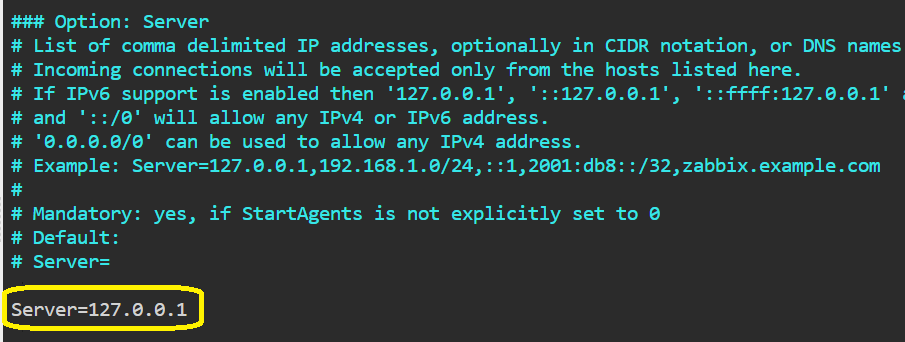 ### Option: Server
# List of comma delimited IP addresses, optionally in CIDR notation, or DNS names
# Incoming connections will be accepted only from the hosts listed here.
# If IPv6 support is enabled then '127.0.0.1', '::127.0.0.1', '::ffff:127.0.0.1'
# and '::/0' will allow any IPv4 or IPv6 address.
# '0.0.0.0/0' can be used to allow any IPv4 address.
# Example: Server=127.0.0.1,192.168.1.0/24,::1,2001:db8::/32,zabbix.example.com
#
# Mandatory: yes, if StartAgents is not explicitly set to 0
# Default:
# Server=
Server=127.0.0.1